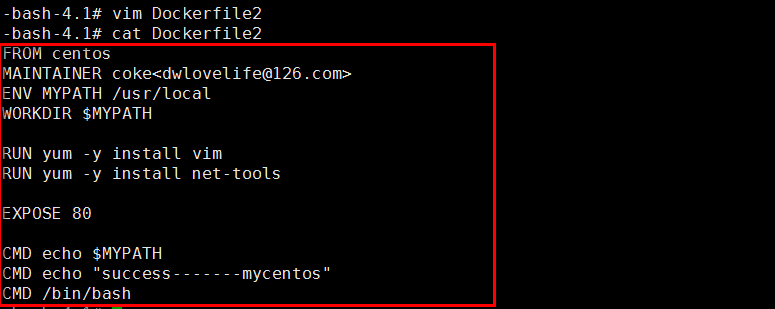 -bash-4.1# vim Dockerfile2
-bash-4.1# cat Dockerfile2
FROM centos
MAINTAINER coke<dwlovelife@126.com>
ENV MYPATH /usr/local
WORKDIR $MYPATH
RUN yum -y install vim
RUN yum -y install net-tools
EXPOSE 80
CMD echo $MYPATH
CMD echo "success-------mycentos"
CMD /bin/bash